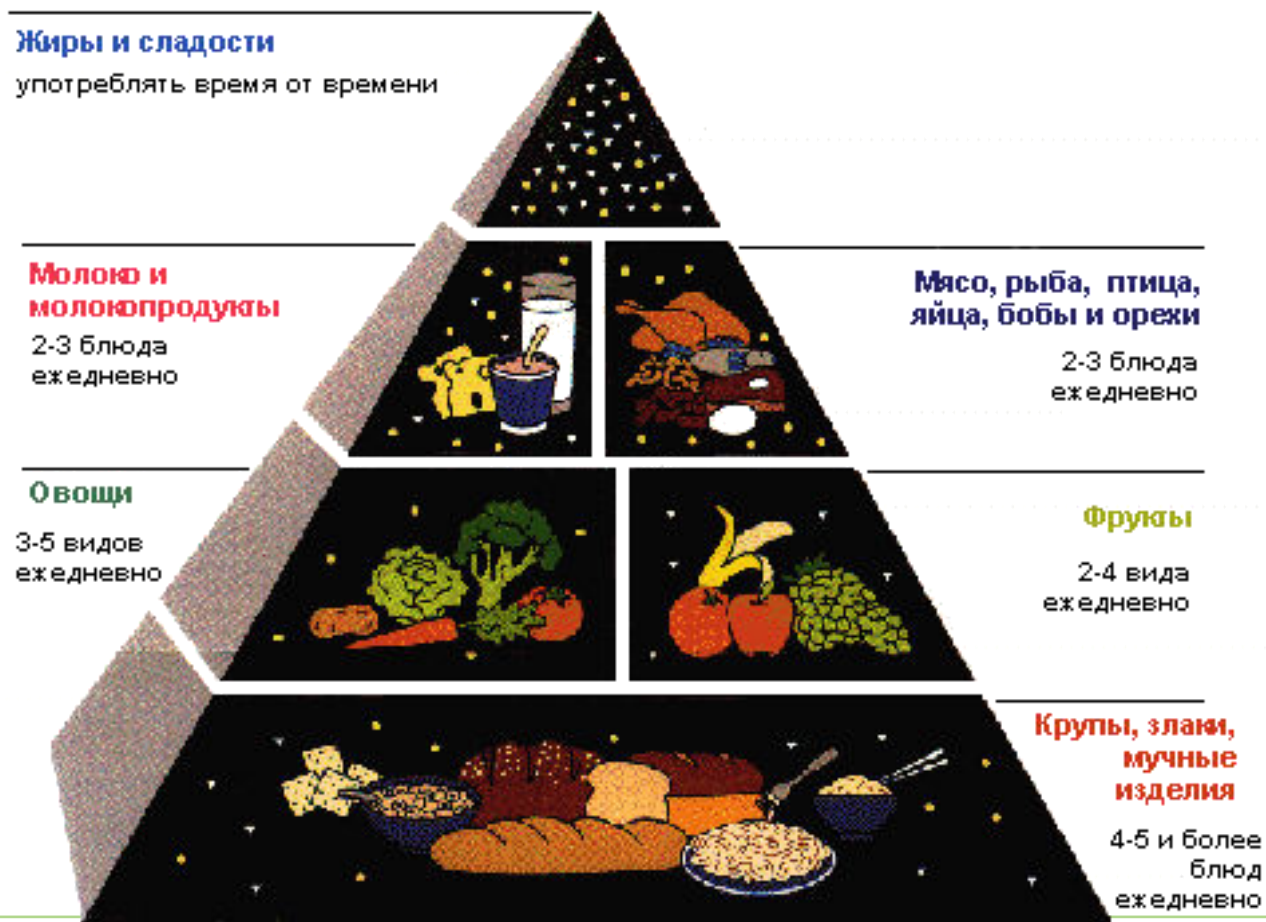 Жиры и сладости
употреблять время от времени
Молоко и
молокопродукты
2-3 блюда
ежедневно
Мясо, рыба, птица,
яйца, бобы и орехи
2-3 блюда
ежедневно
Овощи
3-5 видов
ежедневно
Фрукты
2-4 вида
ежедневно
Крупы, злаки,
мучные
изделия
4-5 и более
блюд
ежедневно